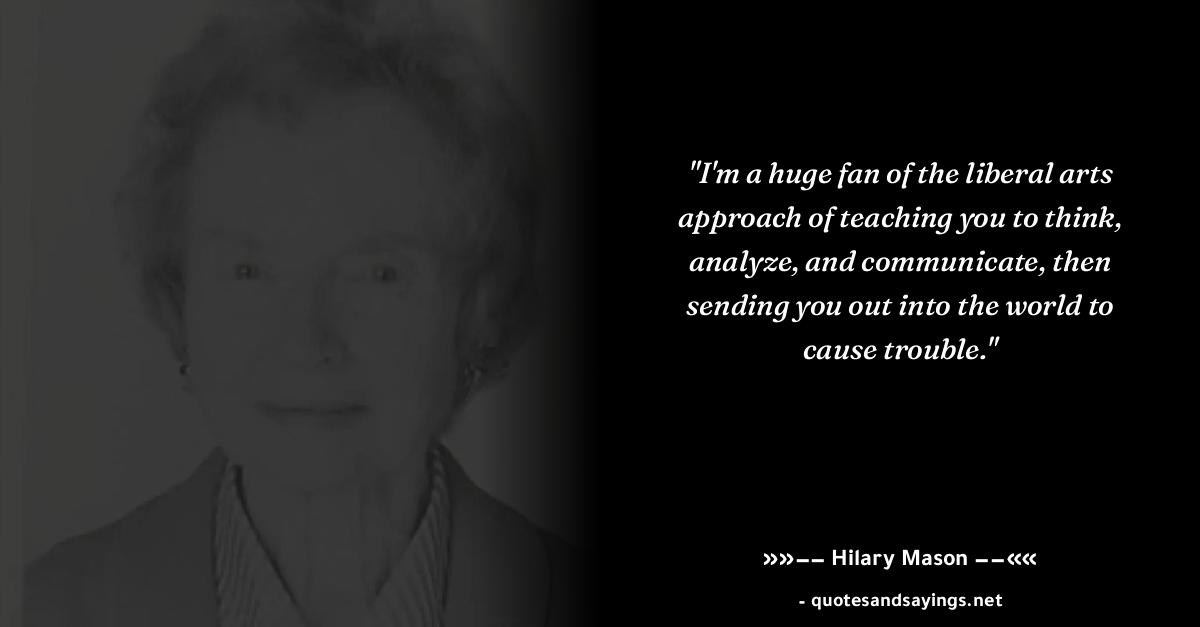 "I'm a huge fan of the liberal arts
approach of teaching you to think,
analyze, and communicate, then
sending you out into the world to
cause trouble."
»»−− Hilary Mason −−««
- quotesandsayings.net